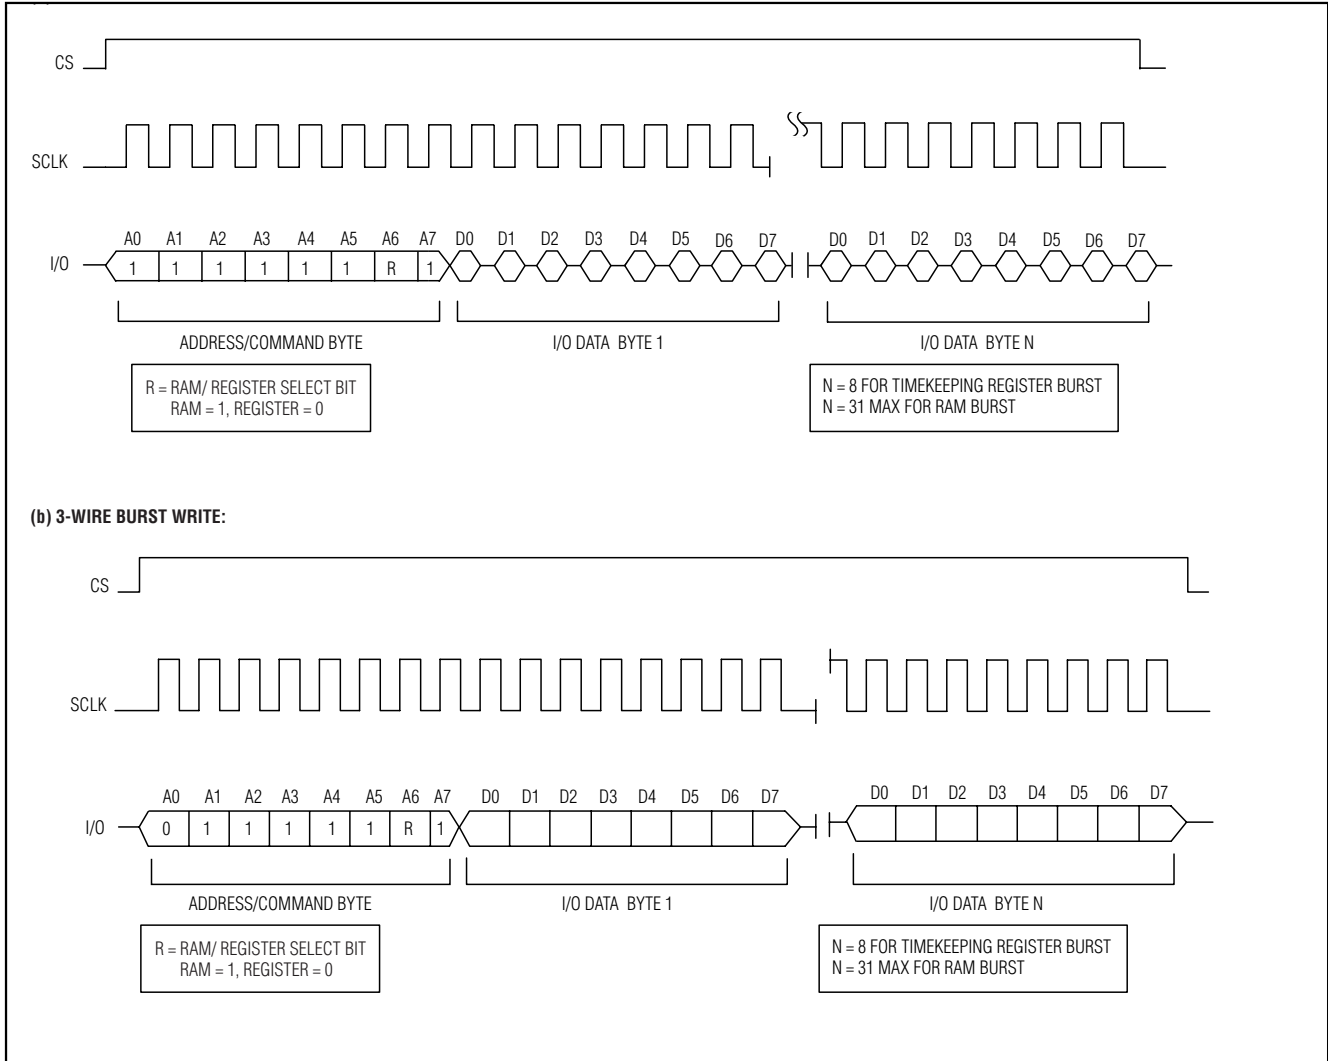 CS
SCLK
A0 A1 A2 A3 A4 A5 A6 A7 D0 D1 D2 D3 D4 D5 D6 D7 D0 D1 D2 D3 D4 D5 D6 D7
I/O 1 1 1 1 1 1 R 1
ADDRESS/COMMAND BYTE I/O DATA BYTE 1 I/O DATA BYTE N
R = RAM/ REGISTER SELECT BIT
RAM = 1, REGISTER = 0
N = 8 FOR TIMEKEEPING REGISTER BURST
N = 31 MAX FOR RAM BURST
(b) 3-WIRE BURST WRITE:
CS
SCLK
A0 A1 A2 A3 A4 A5 A6 A7 D0 D1 D2 D3 D4 D5 D6 D7 D0 D1 D2 D3 D4 D5 D6 D7
I/O 0 1 1 1 1 1 R 1
ADDRESS/COMMAND BYTE I/O DATA BYTE 1 I/O DATA BYTE N
R = RAM/ REGISTER SELECT BIT
RAM = 1, REGISTER = 0
N = 8 FOR TIMEKEEPING REGISTER BURST
N = 31 MAX FOR RAM BURST